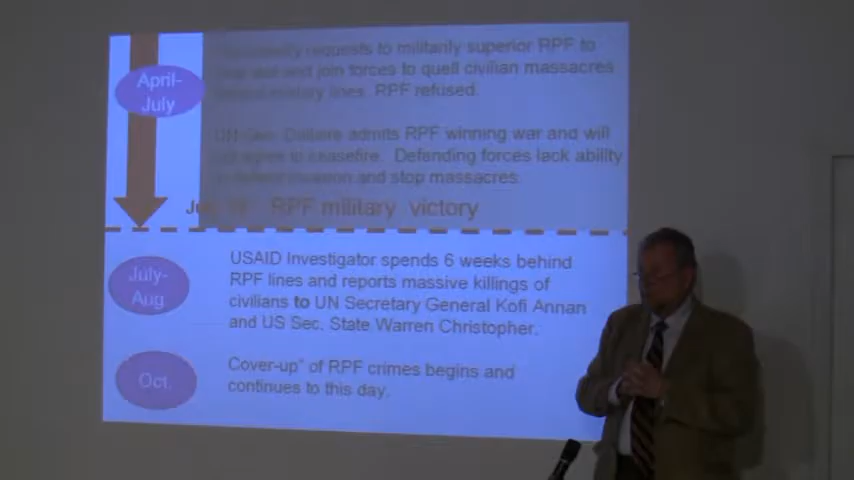 April-
July
requests to militarily superior RPF to
and join forces to quell civilian massacres
military lines. RPF refused.
UN Gen. Dallaire admits RPF winning war and will
not agree to ceasefire. Defending forces lack ability
and stop massacres.
RPF military victory
July-
Aug.
USAID Investigator spends 6 weeks behind
RPF lines and reports massive killings of
civilians to UN Secretary General Kofi Annan
and US Sec. State Warren Christopher.
Oct.
Cover-up" of RPF crimes begins and
continues to this day.